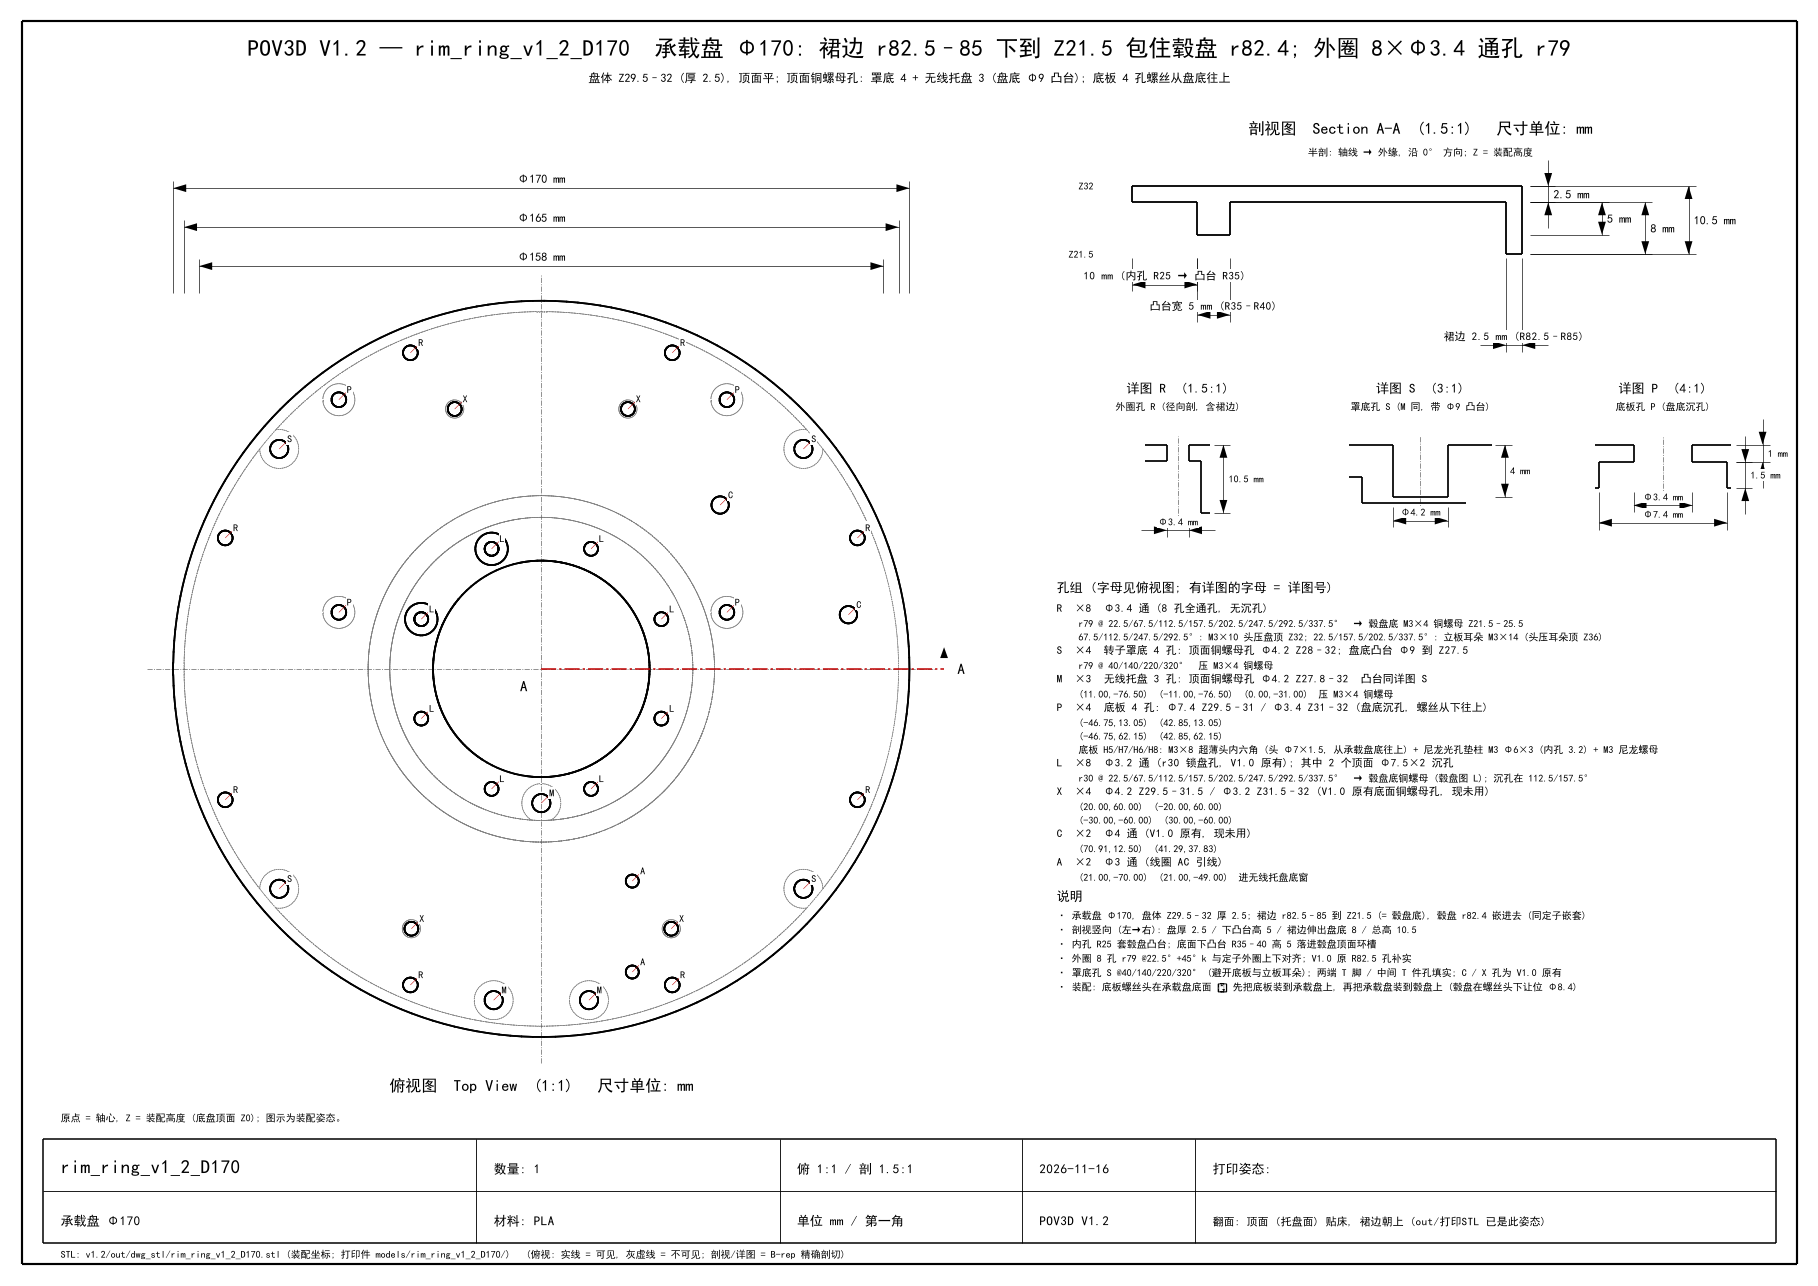 POV3D V1.2 — rim_ring_v1_2_D170  承载盘 Φ170: 裙边 r82.5–85 下到 Z21.5 包住毂盘 r82.4; 外圈 8×Φ3.4 通孔 r79
盘体 Z29.5–32 (厚 2.5), 顶面平; 顶面铜螺母孔: 罩底 4 + 无线托盘 3 (盘底 Φ9 凸台); 底板 4 孔螺丝从盘底往上
Φ170 mm
Φ165 mm
Φ158 mm
R
R
P
X
X
P
S
S
C
R
R
L
L
P
L
L
P
C
A
A
L
L
L
L
M
R
R
S
A
S
X
X
A
R
M
M
R
俯视图  Top View  (1:1)   尺寸单位: mm
剖视图  Section A-A  (1.5:1)   尺寸单位: mm
半剖: 轴线 → 外缘, 沿 0° 方向; Z = 装配高度
Z32
Z21.5
2.5 mm
5 mm
8 mm
10.5 mm
10 mm (内孔 R25 → 凸台 R35)
凸台宽 5 mm (R35–R40)
裙边 2.5 mm (R82.5–R85)
详图 R  (1.5:1)
外圈孔 R (径向剖, 含裙边)
10.5 mm
Φ3.4 mm
详图 S  (3:1)
罩底孔 S (M 同, 带 Φ9 凸台)
4 mm
Φ4.2 mm
详图 P  (4:1)
底板孔 P (盘底沉孔)
1 mm
1.5 mm
Φ3.4 mm
Φ7.4 mm
孔组 (字母见俯视图; 有详图的字母 = 详图号)
R  ×8  Φ3.4 通 (8 孔全通孔, 无沉孔)
r79 @ 22.5/67.5/112.5/157.5/202.5/247.5/292.5/337.5°  → 毂盘底 M3×4 铜螺母 Z21.5–25.5
67.5/112.5/247.5/292.5°: M3×10 头压盘顶 Z32; 22.5/157.5/202.5/337.5°: 立板耳朵 M3×14 (头压耳朵顶 Z36)
S  ×4  转子罩底 4 孔: 顶面铜螺母孔 Φ4.2 Z28–32; 盘底凸台 Φ9 到 Z27.5
r79 @ 40/140/220/320°  压 M3×4 铜螺母
M  ×3  无线托盘 3 孔: 顶面铜螺母孔 Φ4.2 Z27.8–32  凸台同详图 S
(11.00,-76.50)  (-11.00,-76.50)  (0.00,-31.00)  压 M3×4 铜螺母
P  ×4  底板 4 孔: Φ7.4 Z29.5–31 / Φ3.4 Z31–32 (盘底沉孔, 螺丝从下往上)
(-46.75,13.05)  (42.85,13.05)
(-46.75,62.15)  (42.85,62.15)
底板 H5/H7/H6/H8: M3×8 超薄头内六角 (头 Φ7×1.5, 从承载盘底往上) + 尼龙光孔垫柱 M3 Φ6×3 (内孔 3.2) + M3 尼龙螺母
L  ×8  Φ3.2 通 (r30 锁盘孔, V1.0 原有); 其中 2 个顶面 Φ7.5×2 沉孔
r30 @ 22.5/67.5/112.5/157.5/202.5/247.5/292.5/337.5°  → 毂盘底铜螺母 (毂盘图 L); 沉孔在 112.5/157.5°
X  ×4  Φ4.2 Z29.5–31.5 / Φ3.2 Z31.5–32 (V1.0 原有底面铜螺母孔, 现未用)
(20.00,60.00)  (-20.00,60.00)
(-30.00,-60.00)  (30.00,-60.00)
C  ×2  Φ4 通 (V1.0 原有, 现未用)
(70.91,12.50)  (41.29,37.83)
A  ×2  Φ3 通 (线圈 AC 引线)
(21.00,-70.00)  (21.00,-49.00)  进无线托盘底窗
说明
· 承载盘 Φ170, 盘体 Z29.5–32 厚 2.5; 裙边 r82.5–85 到 Z21.5 (= 毂盘底), 毂盘 r82.4 嵌进去 (同定子嵌套)
· 剖视竖向 (左→右): 盘厚 2.5 / 下凸台高 5 / 裙边伸出盘底 8 / 总高 10.5
· 内孔 R25 套毂盘凸台; 底面下凸台 R35–40 高 5 落进毂盘顶面环槽
· 外圈 8 孔 r79 @22.5°+45°k 与定子外圈上下对齐; V1.0 原 R82.5 孔补实
· 罩底孔 S @40/140/220/320° (避开底板与立板耳朵); 两端 T 脚 / 中间 T 件孔填实; C / X 孔为 V1.0 原有
· 装配: 底板螺丝头在承载盘底面 先把底板装到承载盘上, 再把承载盘装到毂盘上 (毂盘在螺丝头下让位 Φ8.4)
原点 = 轴心, Z = 装配高度 (底盘顶面 Z0); 图示为装配姿态。
rim_ring_v1_2_D170
数量: 1
俯 1:1 / 剖 1.5:1
2026-11-16
打印姿态:
承载盘 Φ170
材料: PLA
单位 mm / 第一角
POV3D V1.2
翻面: 顶面 (托盘面) 贴床, 裙边朝上 (out/打印STL 已是此姿态)
STL: v1.2/out/dwg_stl/rim_ring_v1_2_D170.stl (装配坐标; 打印件 models/rim_ring_v1_2_D170/)   (俯视: 实线 = 可见, 灰虚线 = 不可见; 剖视/详图 = B-rep 精确剖切)